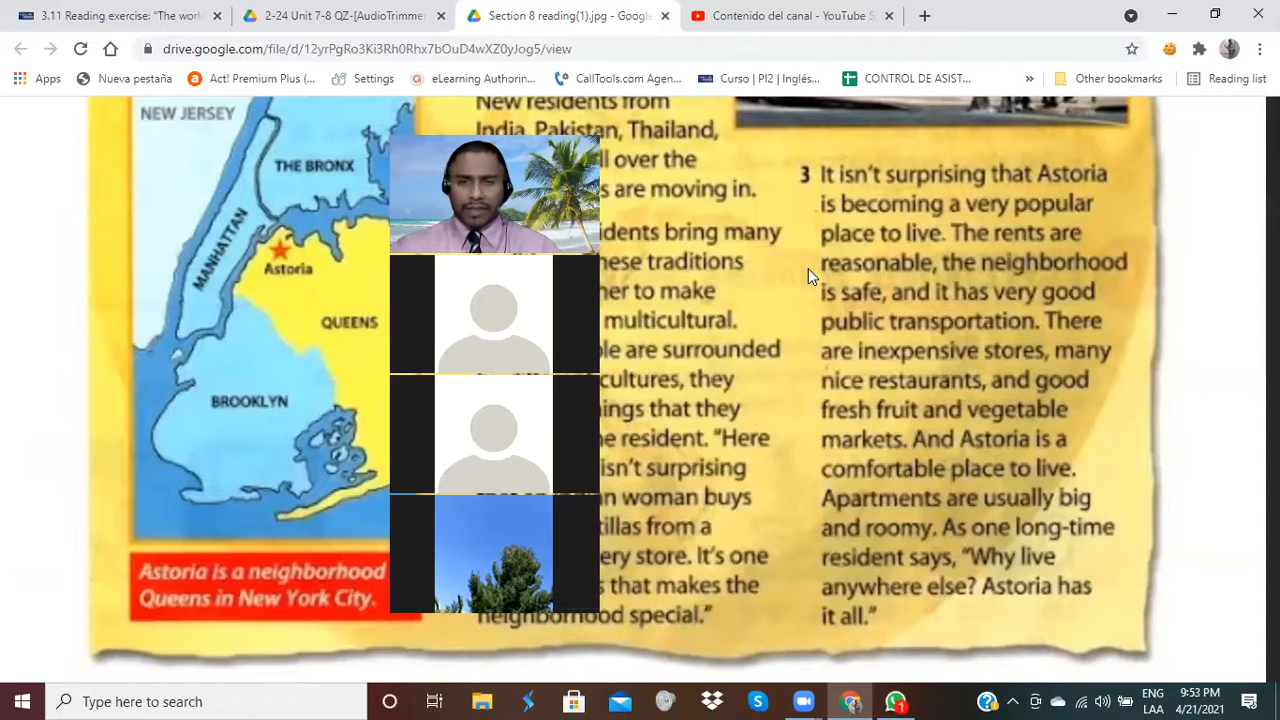 3.11 Reading exercise: "The work
2-24 Unit 7-8 QZ-[AudioTrimmer
Section 8 reading(1).jpg - Google
Contenido del canal - YouTube S
drive.google.com/file/d/12yrPgRo3Ki3Rh0Rhx7bOuD4wXZ0yJog5/view
Apps
Nueva pestaña
Act! Premium Plus (...
Settings
eLearning Authorin...
CallTools.com Agen...
Curso | PI2 | Inglés...
CONTROL DE ASIST...
»
Other bookmarks
Reading list
NEW JERSEY
THE BRONX
MANHATTAN
Astoria
QUEENS
BROOKLYN
Astoria is a neighborhood
Queens in New York City.
New residents from
India, Pakistan, Thailand,
ll over the
s are moving in.
idents bring many
hese traditions
her to make
multicultural.
ple are surrounded
cultures, they
hings that they
e resident. "Here
isn't surprising
an woman buys
tillas from a
ery store. It's one
s that makes the
neighborhood special."
3 It isn't surprising that Astoria
is becoming a very popular
place to live. The rents are
reasonable, the neighborhood
is safe, and it has very good
public transportation. There
are inexpensive stores, many
nice restaurants, and good
fresh fruit and vegetable
markets. And Astoria is a
comfortable place to live.
Apartments are usually big
and roomy. As one long-time
resident says, "Why live
anywhere else? Astoria has
it all."
Type here to search
ENG
LAA
9:53 PM
4/21/2021